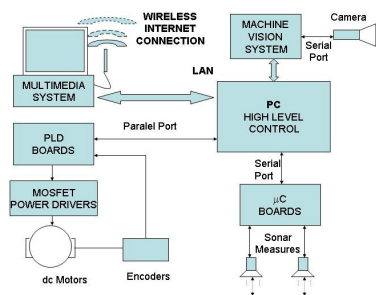 WIRELESS
INTERNET
CONNECTION
MACHINE
VISION
SYSTEM
Camera
Serial
Port
LAN
MULTIMEDIA
SYSTEM
PC
HIGH LEVEL
CONTROL
Paralel Port
PLD
BOARDS
Serial
Port
MOSFET
POWER DRIVERS
μC
BOARDS
Sonar
Measures
dc Motors
Encoders